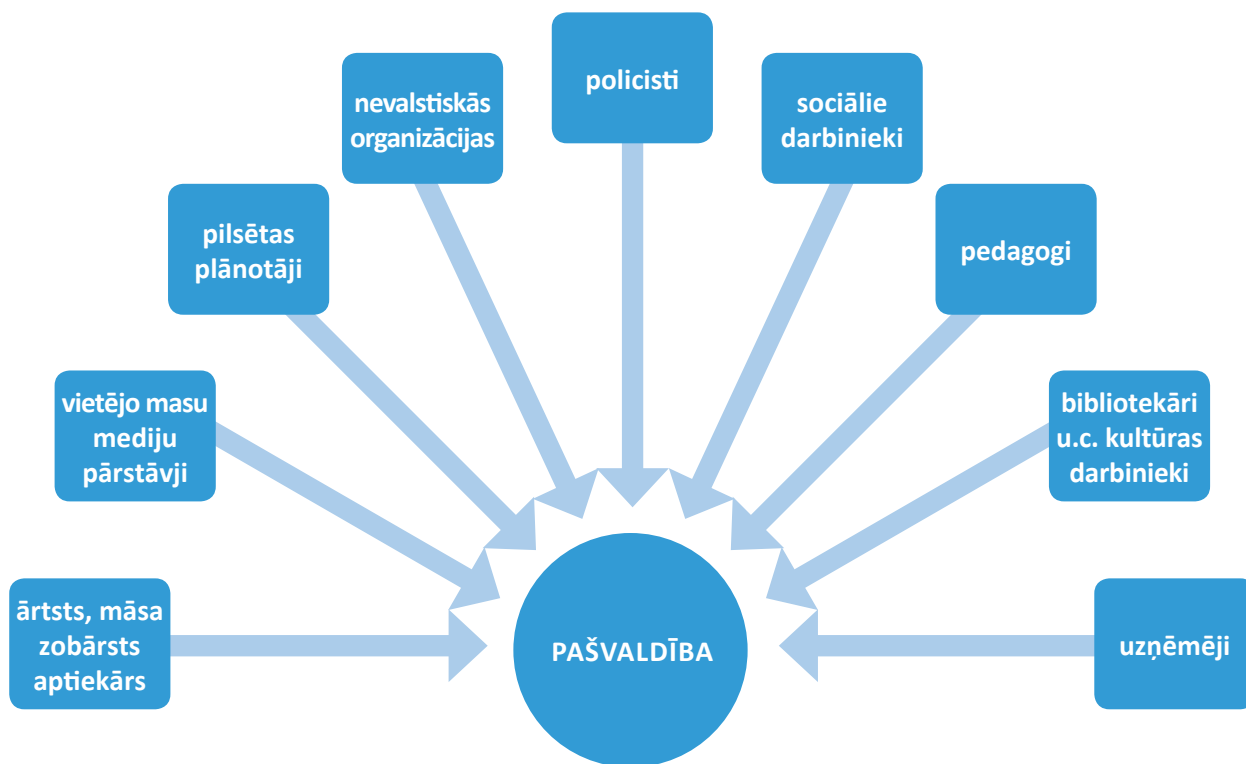 policisti
nevalstiskās
organizācijas
sociālie
darbinieki
pilsētas
plānotāji
pedagogi
vietējo masu
mediju
pārstāvji
bibliotekāri
u.c. kultūras
darbinieki
ārtsts, māsa
zobārsts
aptiekārs
PAŠVALDĪBA
uzņēmēji